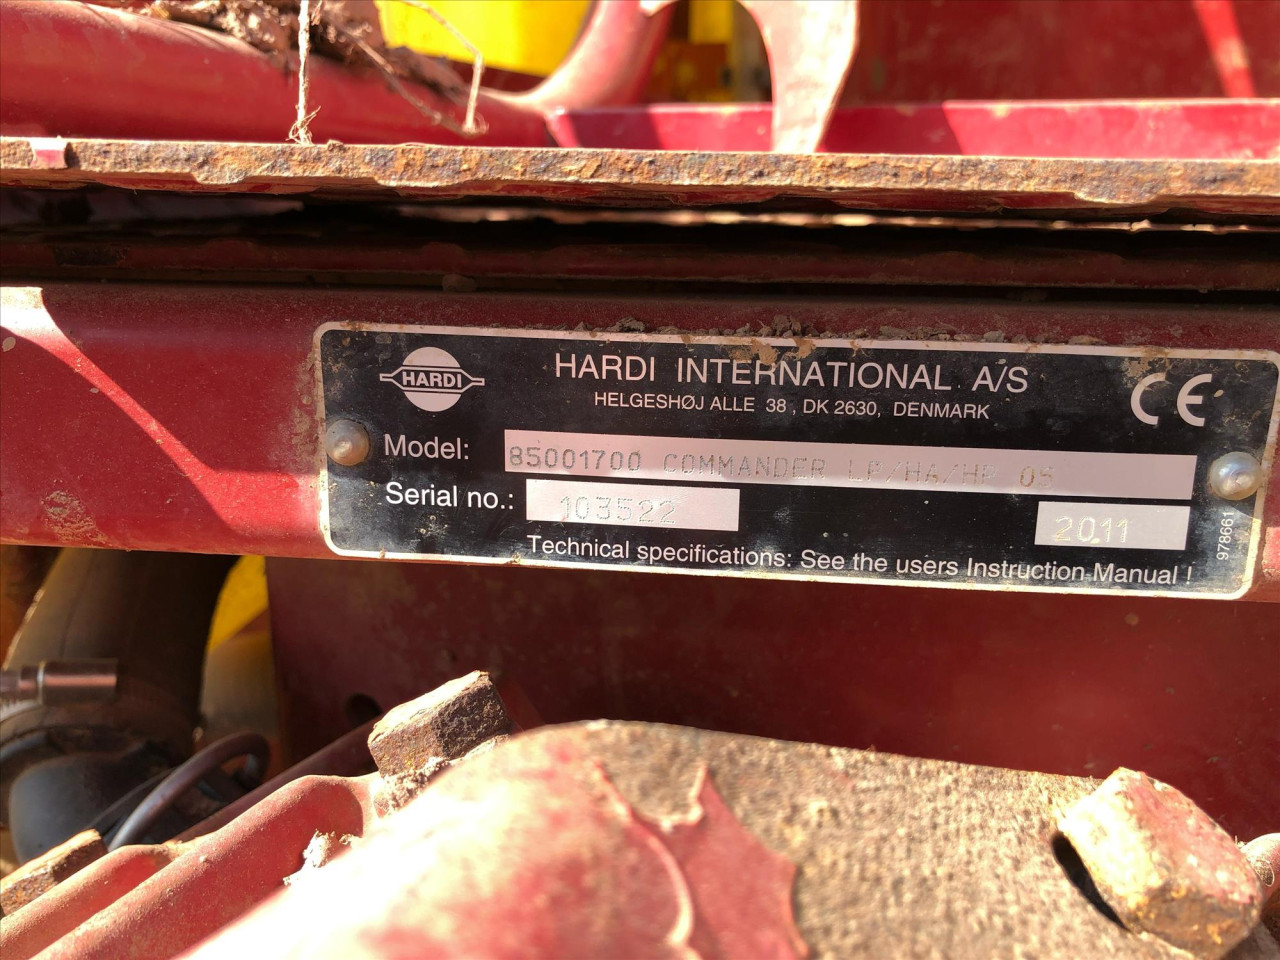 HARDI
HARDI INTERNATIONAL A/S
HELGESHØJ ALLE 38, DK 2630, DENMARK
CE
Model: 85001700 COMMANDER LP/HA/HP 0S
Serial no.: 103522
2011
Technical specifications: See the users Instruction Manual !
978661